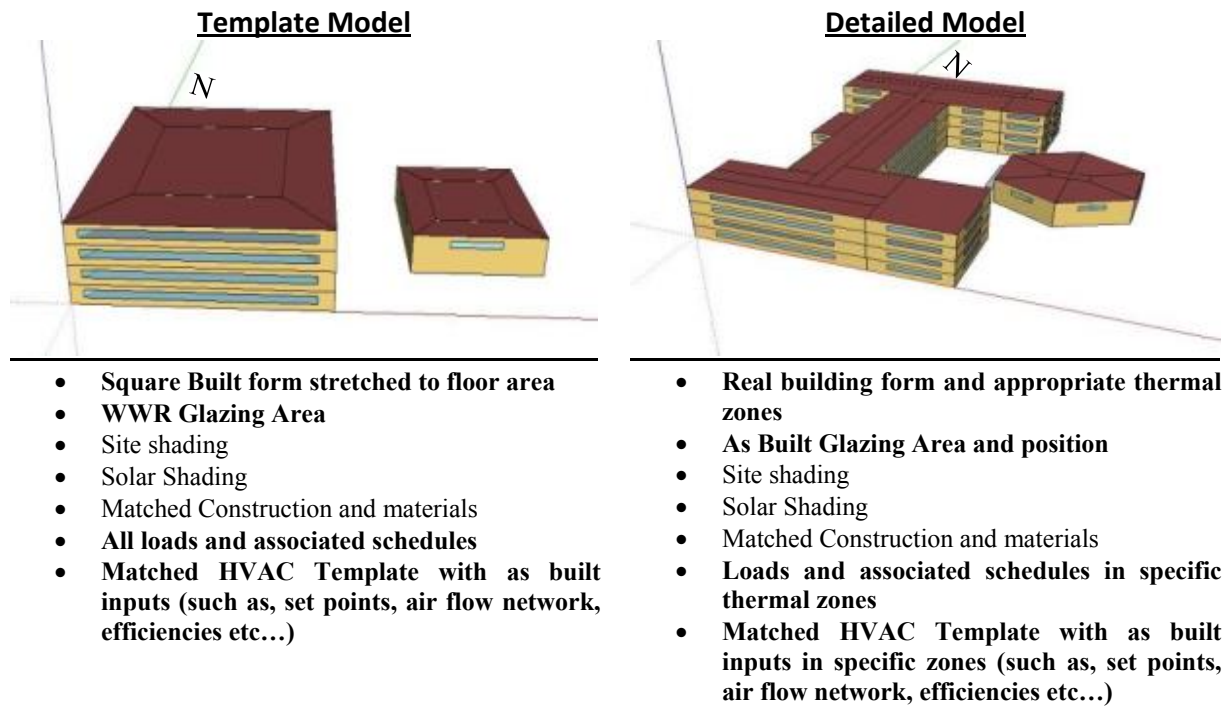 Template Model
N
• Square Built form stretched to floor area
• WWR Glazing Area
• Site shading
• Solar Shading
• Matched Construction and materials
• All loads and associated schedules
• Matched HVAC Template with as built
inputs (such as, set points, air flow network,
efficiencies etc…)
Detailed Model
N
• Real building form and appropriate thermal
zones
• As Built Glazing Area and position
• Site shading
• Solar Shading
• Matched Construction and materials
• Loads and associated schedules in specific
thermal zones
• Matched HVAC Template with as built
inputs in specific zones (such as, set points,
air flow network, efficiencies etc…)